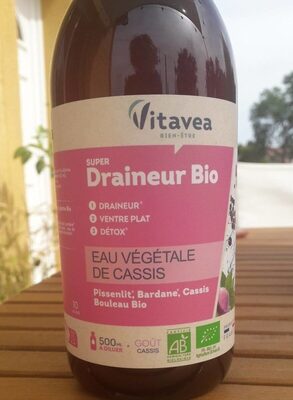 Vitavea
BIEN-ÊTRE
SUPER
Draineur Bio
1 DRAINEUR*
2 VENTRE PLAT
3 DÉTOX*
EAU VÉGÉTALE
DE CASSIS
Pissenlit*, Bardane*, Cassis
Bouleau Bio
10
500ml
À DILUER
GOÛT
CASSIS
AB